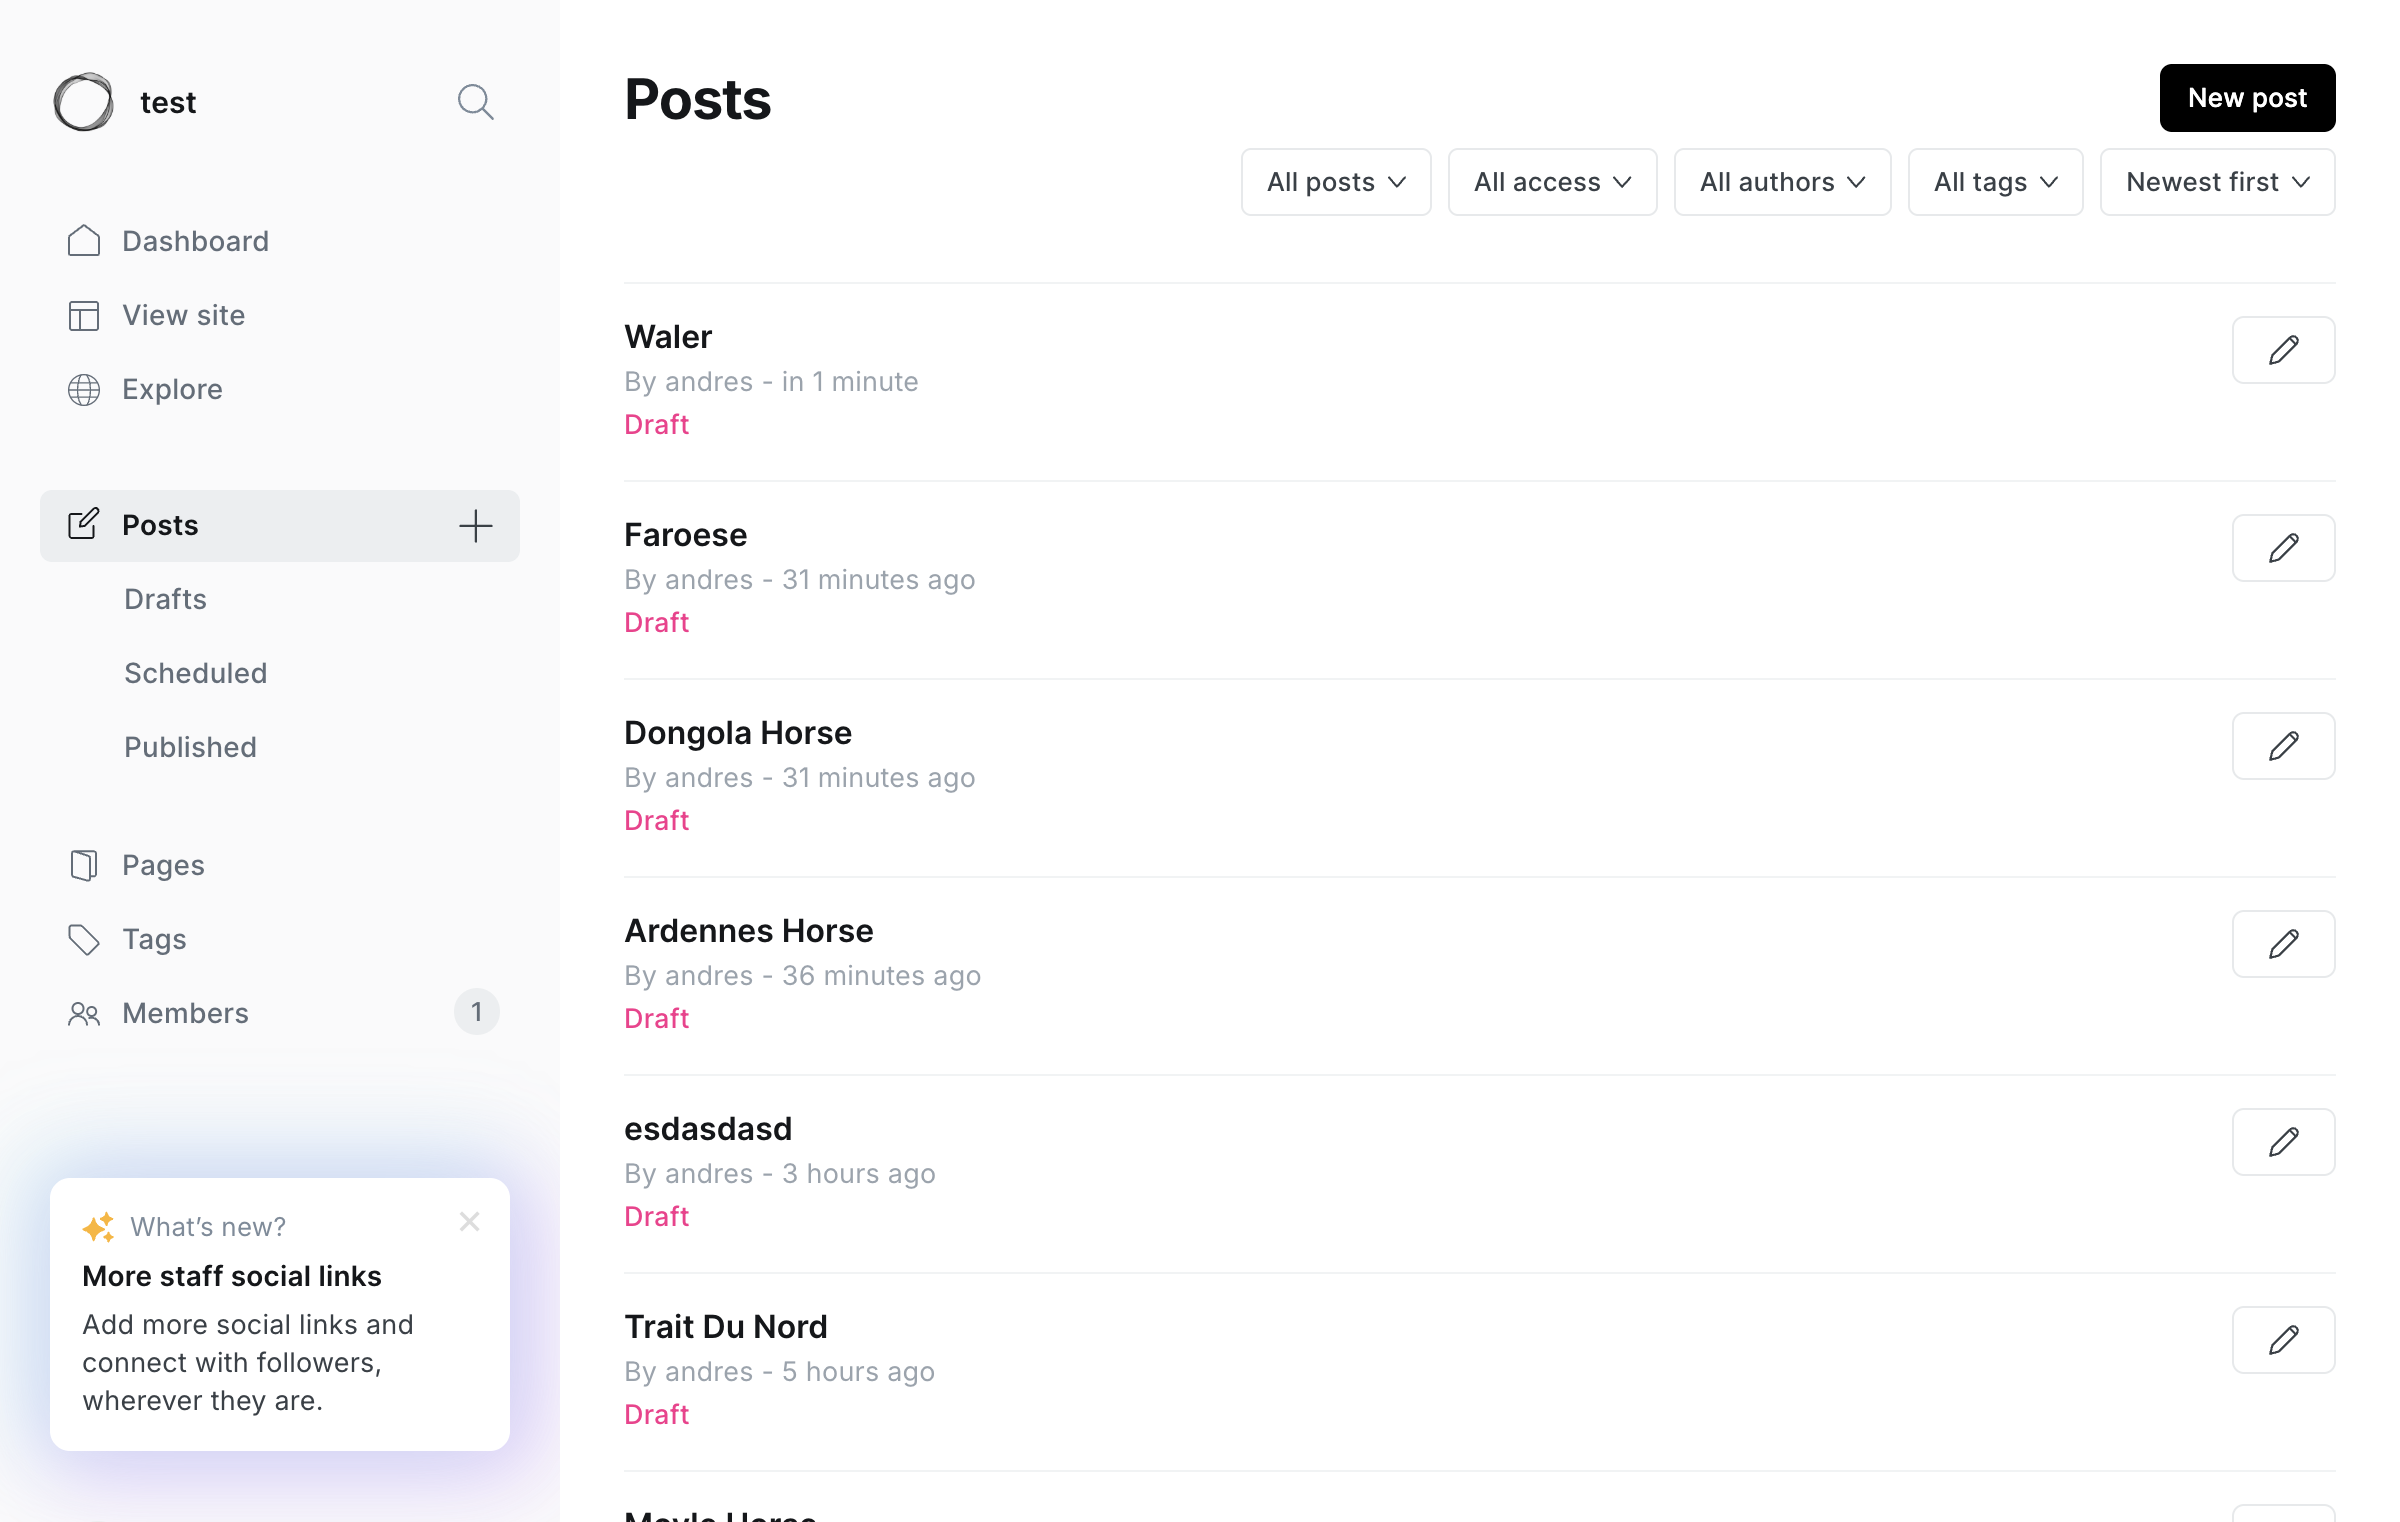 test
Dashboard
View site
Explore
Posts
Drafts
Scheduled
Published
Pages
Tags
Members 1
What's new?
More staff social links
Add more social links and
connect with followers,
wherever they are.
Posts
New post
All posts All access All authors All tags Newest first
Waler
By andres - in 1 minute
Draft
Faroese
By andres - 31 minutes ago
Draft
Dongola Horse
By andres - 31 minutes ago
Draft
Ardennes Horse
By andres - 36 minutes ago
Draft
esdasdasd
By andres - 3 hours ago
Draft
Trait Du Nord
By andres - 5 hours ago
Draft